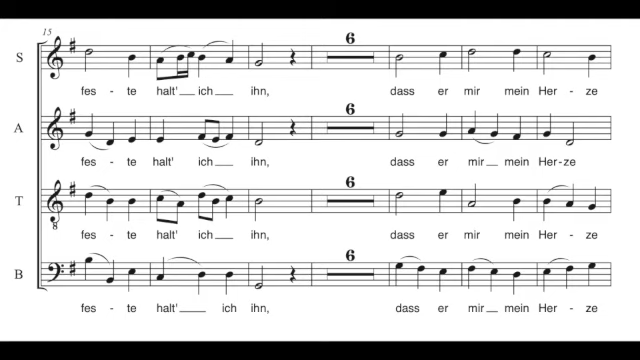 15
S 6
fes - te halt' ich ihn, dass er mir mein Her - ze
A 6
fes - te halt' ich ihn, dass er mir mein Her-ze
T 6
8
fes - te halt' ich ihn, dass er mir mein Her - ze
B 6
fes - te halt' ich ihn, dass er mir mein Her - ze